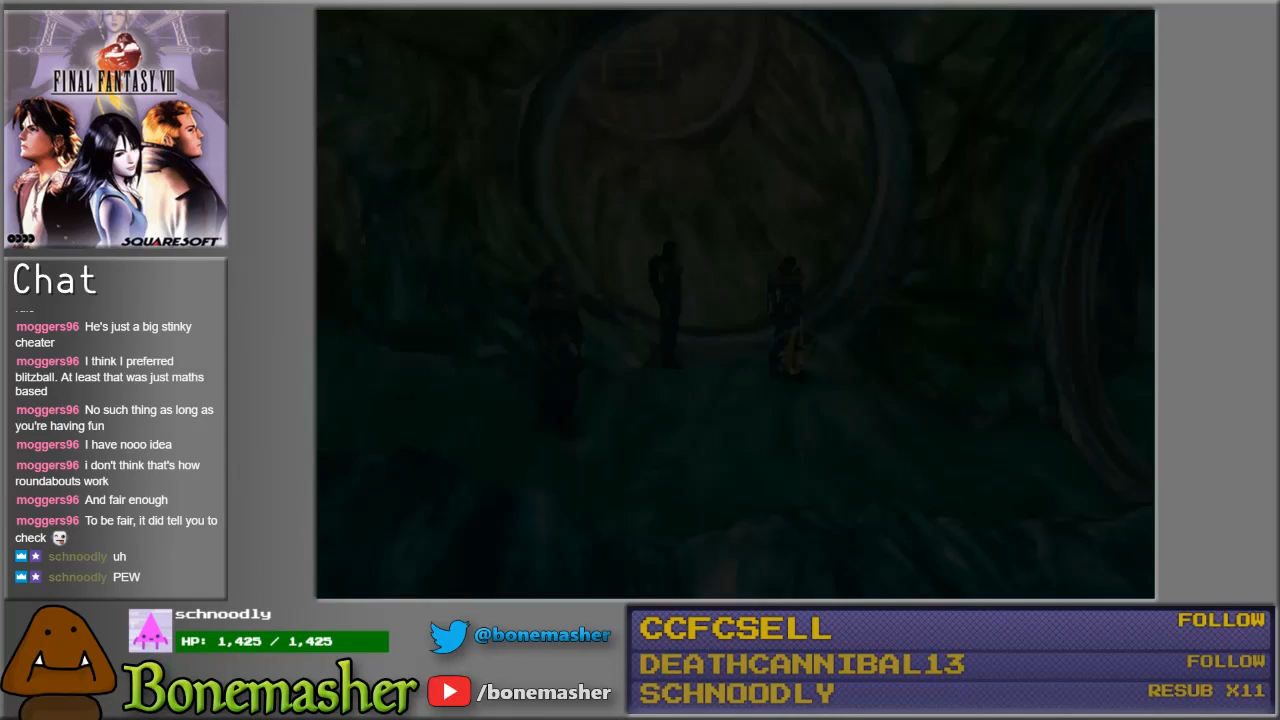 FINAL FANTASY VIII
SQUARESOFT
Chat
moggers96 He's just a big stinky
cheater
moggers96 I think I preferred
blitzball. At least that was just maths
based
moggers96 No such thing as long as
you're having fun
moggers96 I have nooo idea
moggers96 i don't think that's how
roundabouts work
moggers96 And fair enough
moggers96 To be fair, it did tell you to
check
schnoodly uh
schnoodly PEW
schnoodly
HP: 1,425 / 1,425
Bonemasher
@bonemasher
/bonemasher
CCFCSELL FOLLOW
DEATHCANNIBAL13 FOLLOW
SCHNOODLY RESUB X11